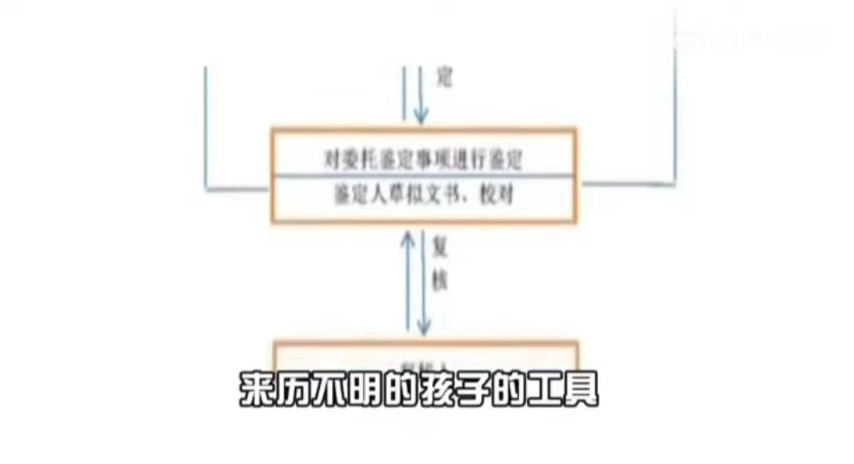 定
对委托鉴定事项进行鉴定
鉴定人草拟文书、校对
复
核
来历不明的孩子的工具